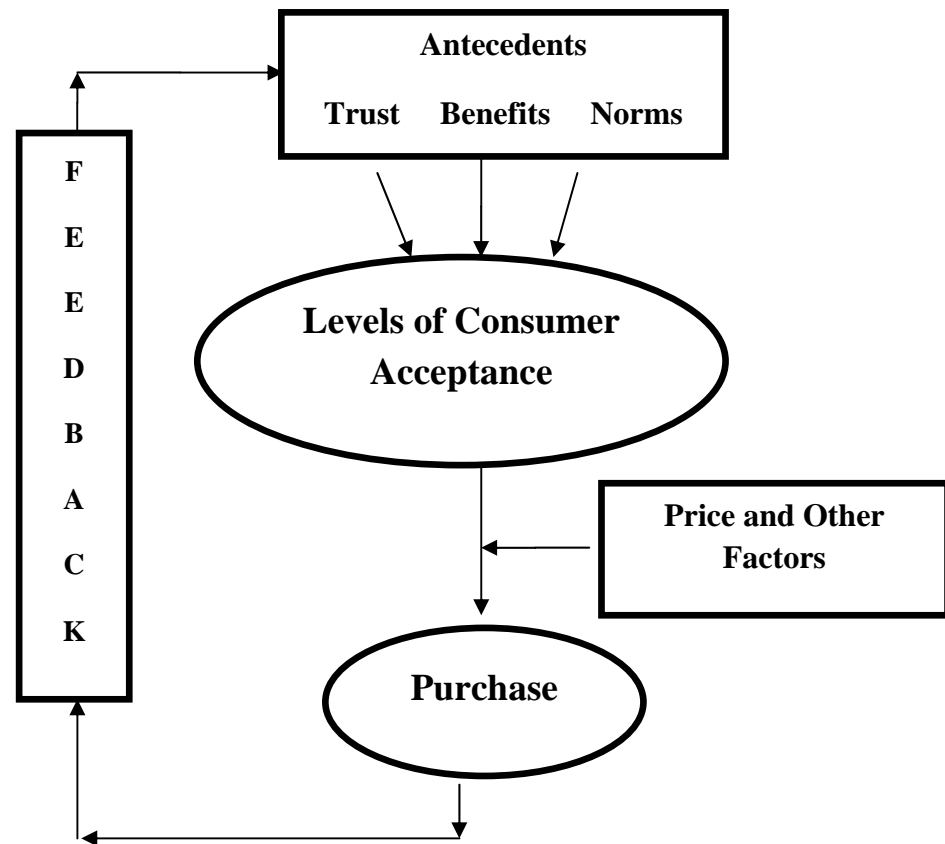 Antecedents
Trust Benefits Norms
F
E
E
D
B
A
C
K
Levels of Consumer
Acceptance
Price and Other
Factors
Purchase